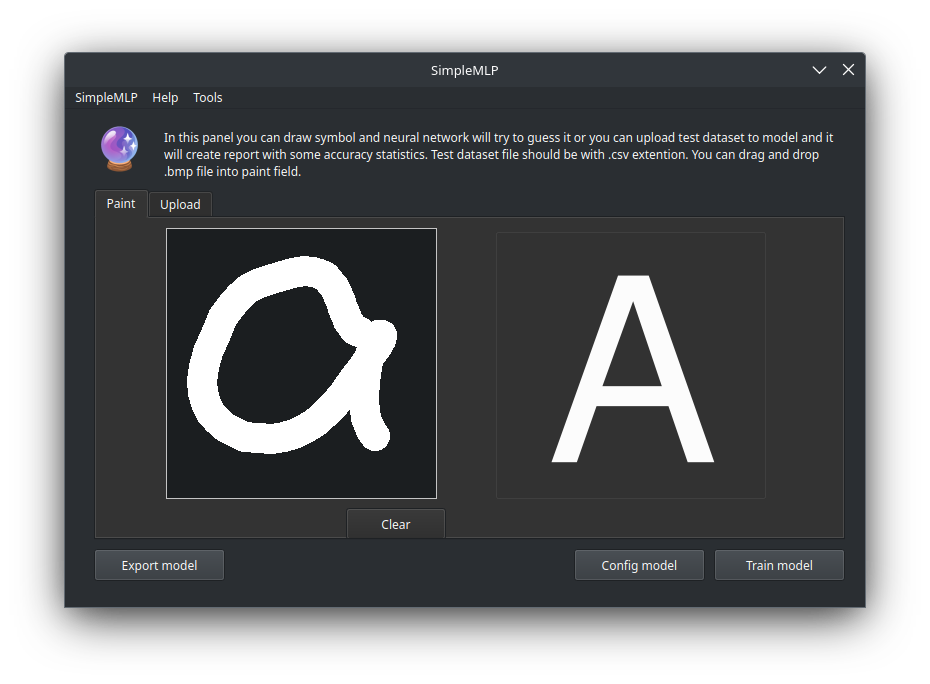 SimpleMLP
SimpleMLP Help Tools
In this panel you can draw symbol and neural network will try to guess it or you can upload test dataset to model and it
will create report with some accuracy statistics. Test dataset file should be with .csv extention. You can drag and drop
.bmp file into paint field.
Paint Upload
a A
Clear
Export model Config model Train model